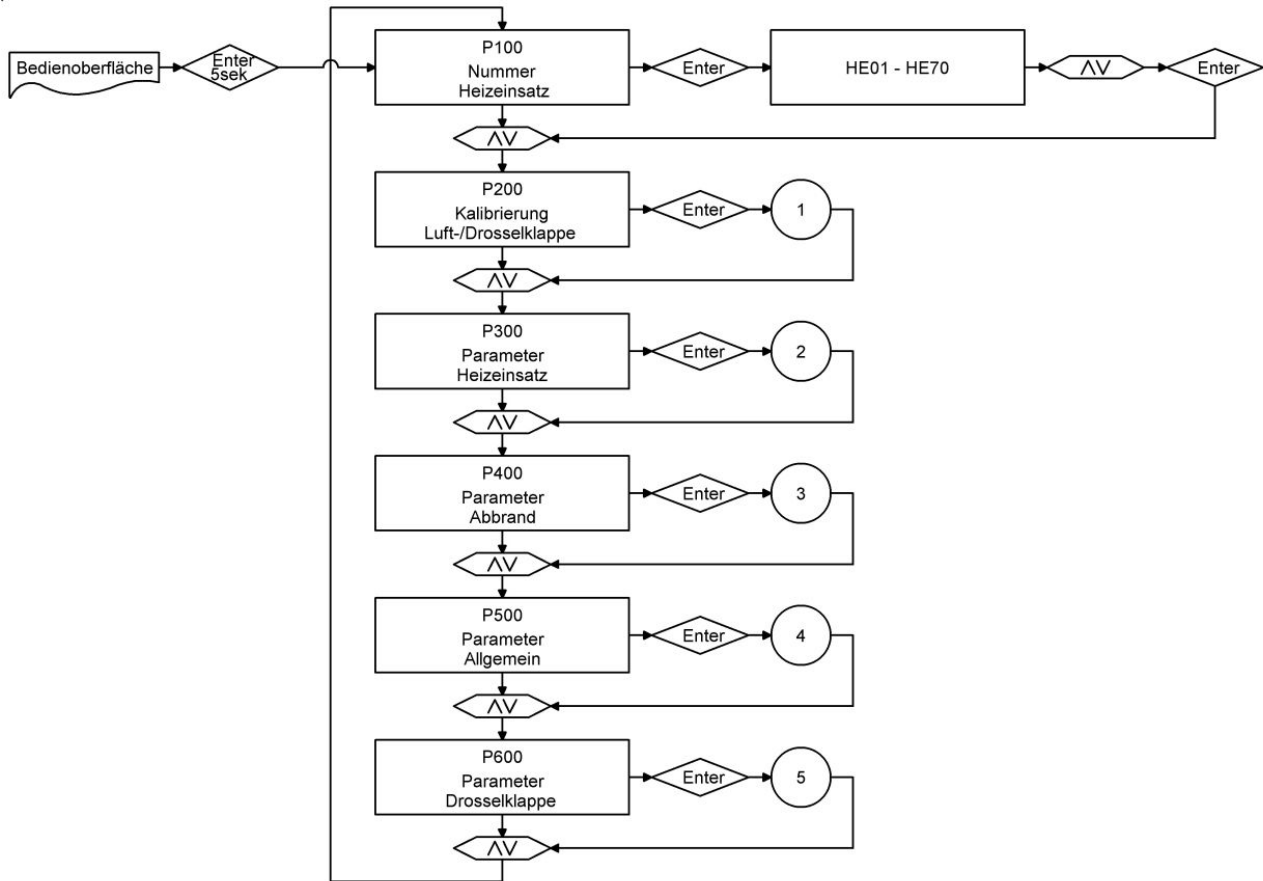 Bedienoberfläche
Enter
5sek
P100
Nummer
Heizeinsatz
Enter
HE01 - HE70
ΛV
Enter
ΛV
P200
Kalibrierung
Luft-/Drosselklappe
Enter
1
ΛV
P300
Parameter
Heizeinsatz
Enter
2
ΛV
P400
Parameter
Abbrand
Enter
3
ΛV
P500
Parameter
Allgemein
Enter
4
ΛV
P600
Parameter
Drosselklappe
Enter
5
ΛV